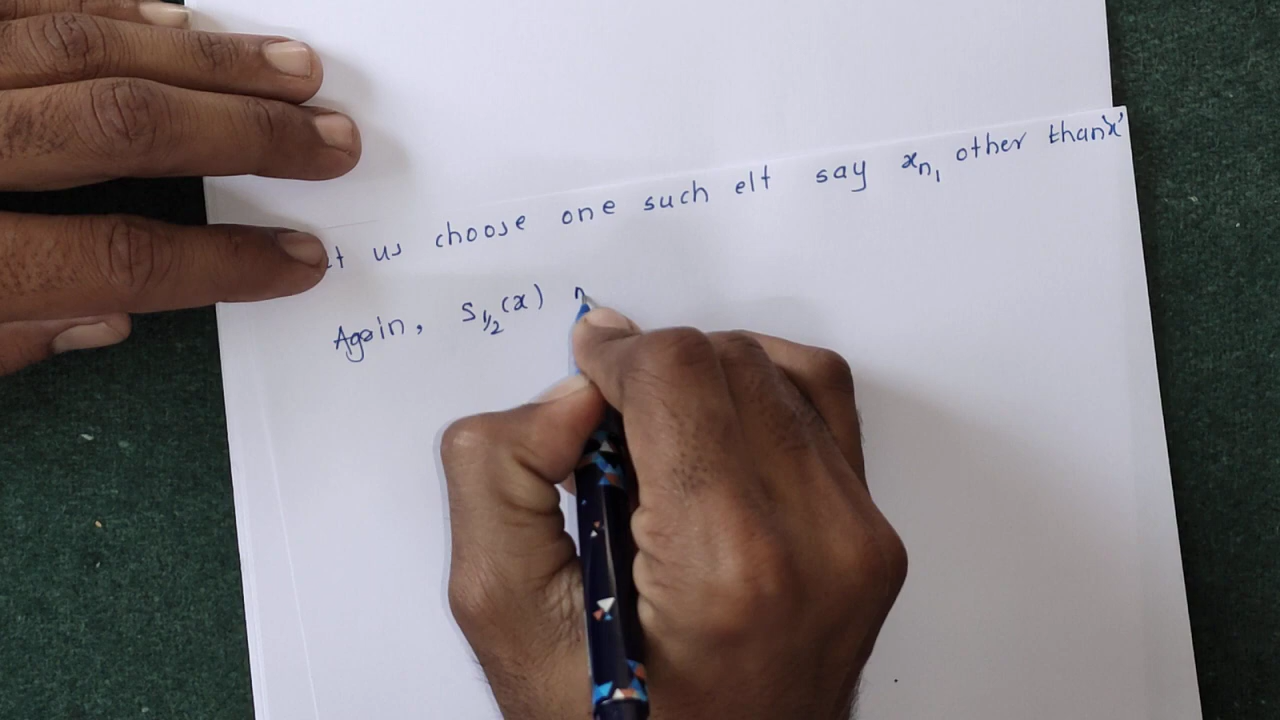 us choose one such elt say xₙ₁ other than 'x'
Again, S₁/₂(x)